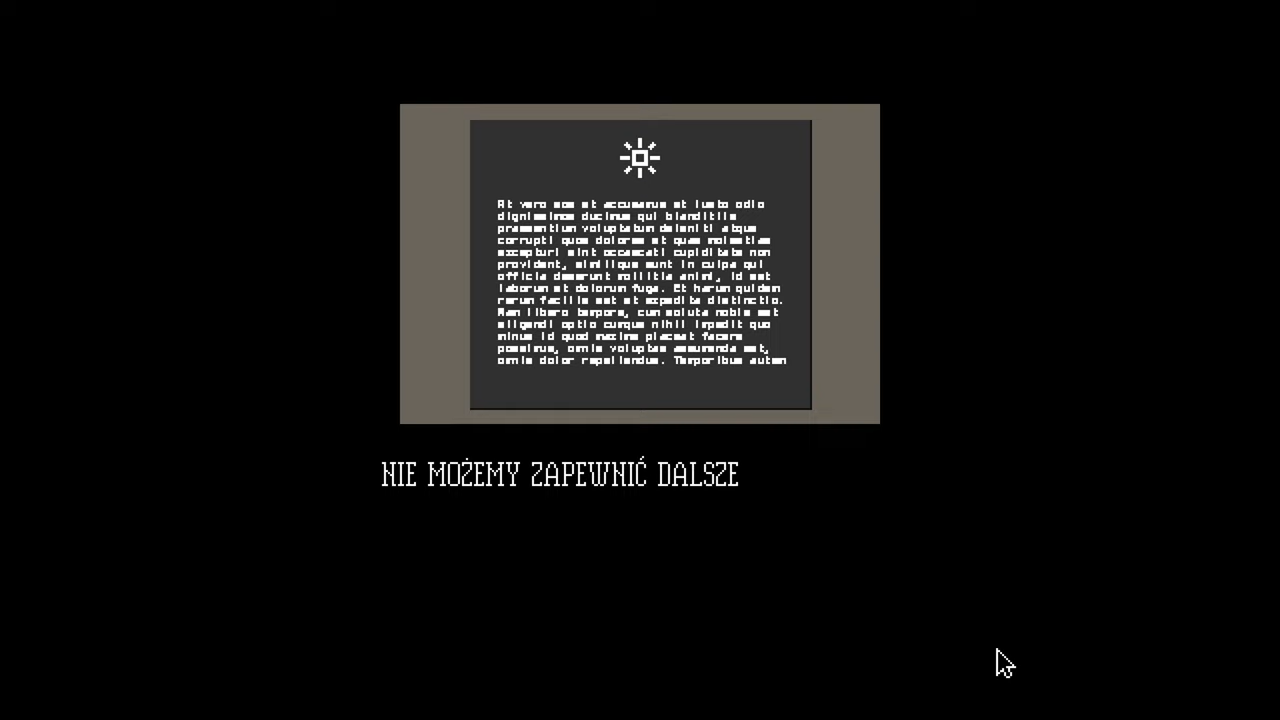 At vero eos et accusamus et iusto odio
dignissimos ducimus qui blanditiis
praesentium voluptatum deleniti atque
corrupti quos dolores et quas molestias
excepturi sint occaecati cupiditate non
provident, similique sunt in culpa qui
officia deserunt mollitia animi, id est
laborum et dolorum fuga. Et harum quidem
rerum facilis est et expedita distinctio.
Nam libero tempore, cum soluta nobis est
eligendi optio cumque nihil impedit quo
minus id quod maxime placeat facere
possimus, omnis voluptas assumenda est,
omnis dolor repellendus. Temporibus autem
NIE MOŻEMY ZAPEWNIĆ DALSZE